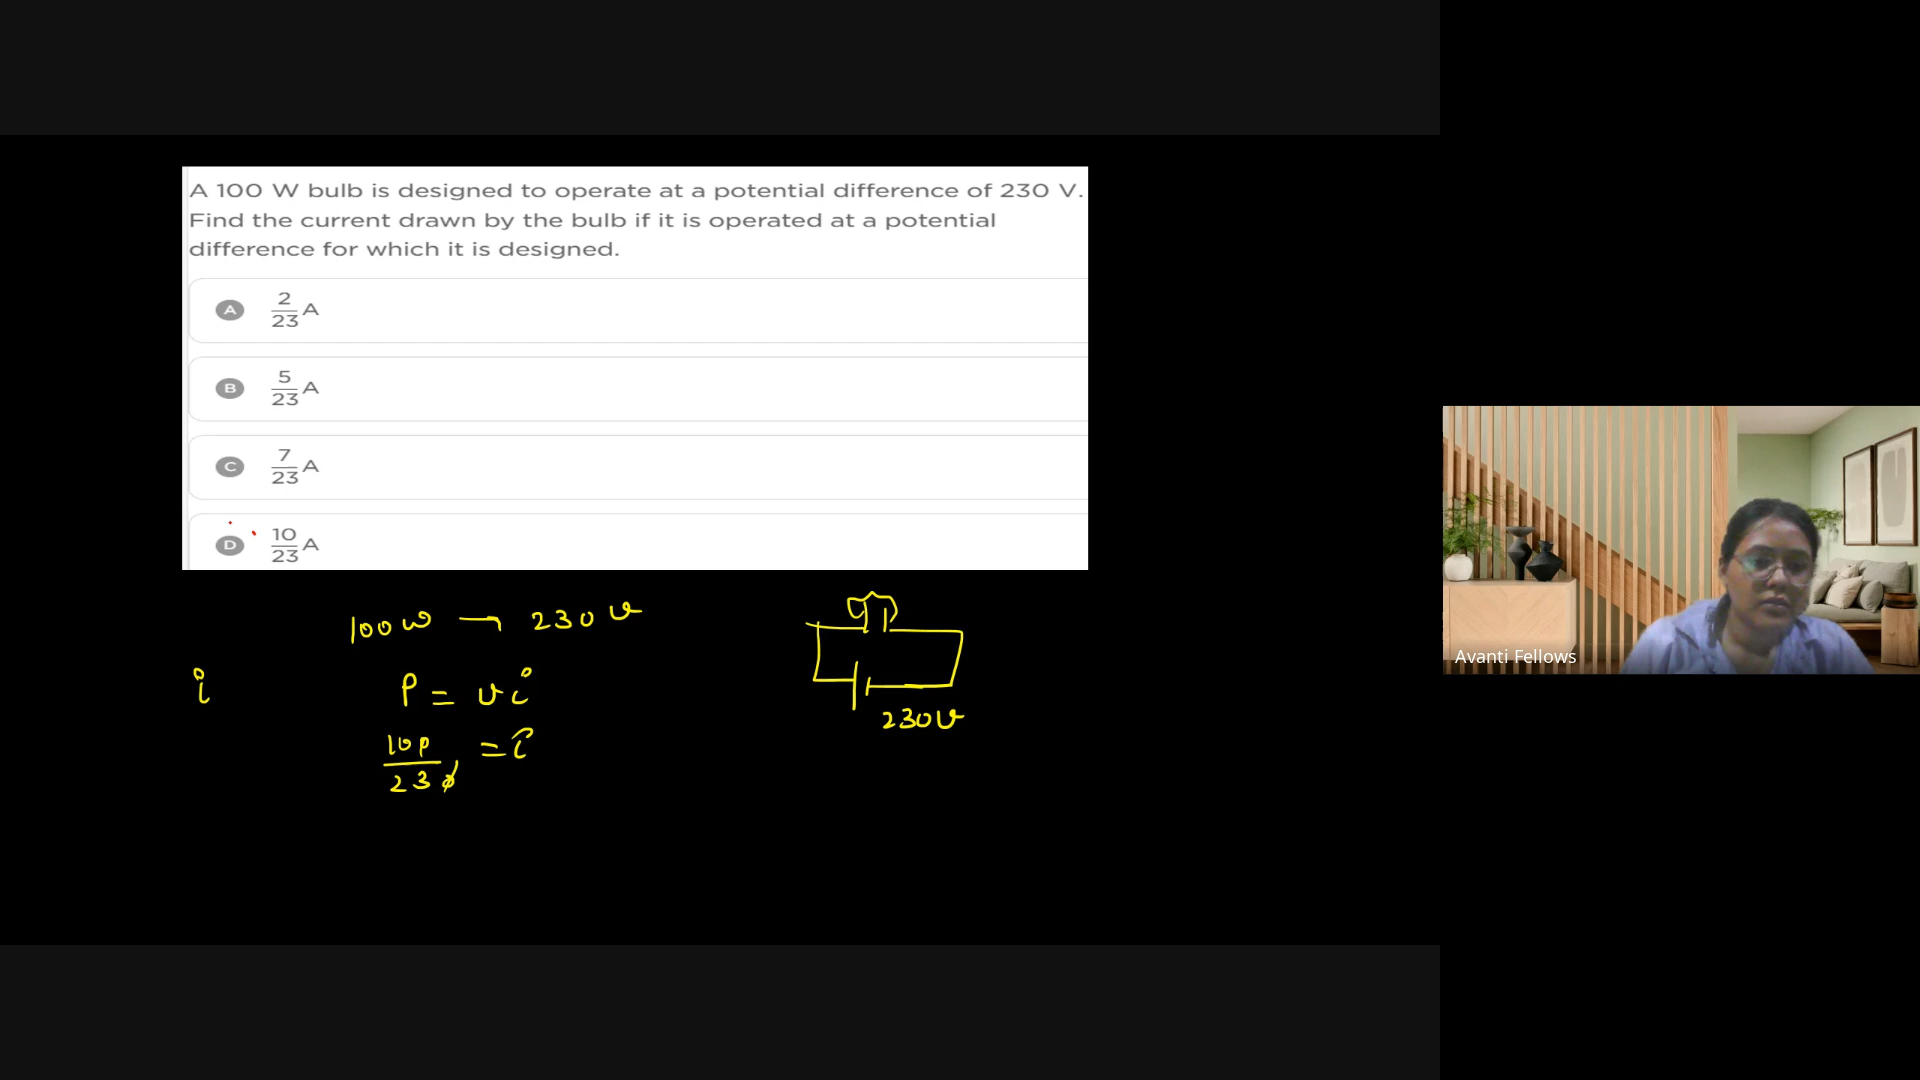 A 100 W bulb is designed to operate at a potential difference of 230 V.
Find the current drawn by the bulb if it is operated at a potential
difference for which it is designed.
A 2/23 A
B 5/23 A
C 7/23 A
D 10/23 A
100 W → 230 V
i
P = vi
100/230 = i
230V
Avanti Fellows